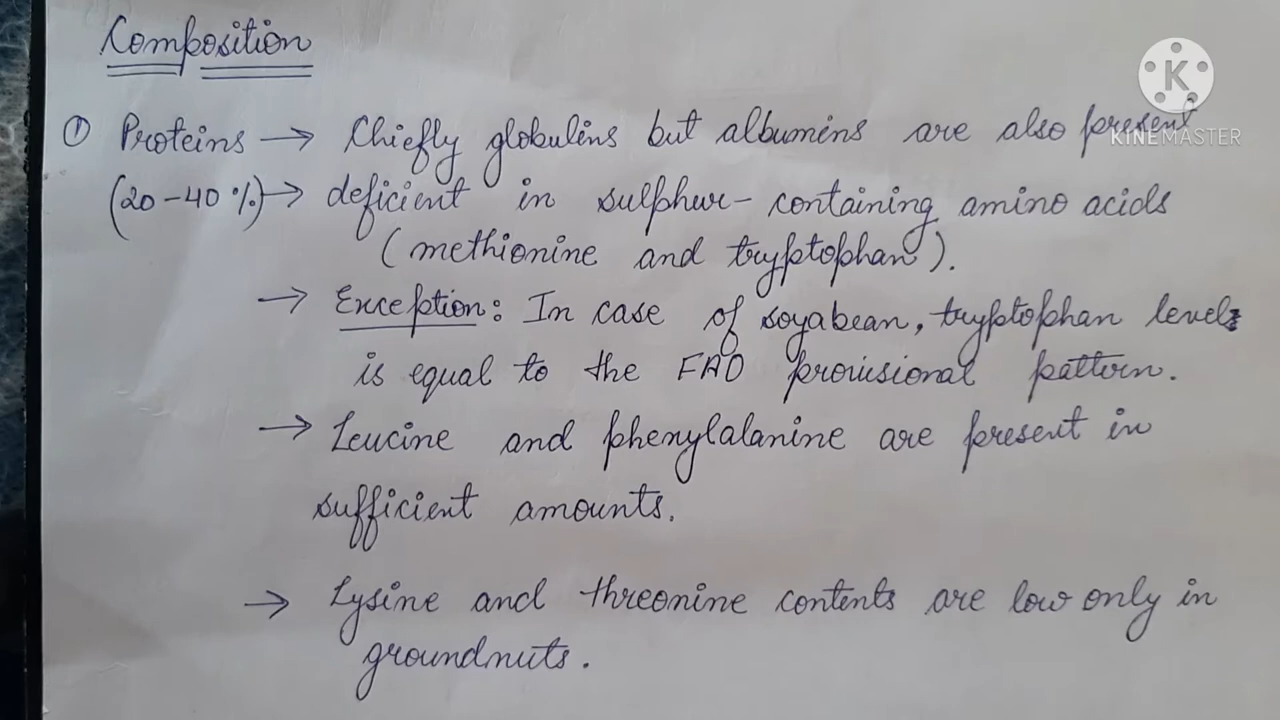 Composition
① Proteins → Chiefly globulins but albumins are also present
(20-40%) → deficient in sulphur-containing amino acids
(methionine and tryptophan).
→ Exception: In case of soyabean, tryptophan level
is equal to the FAO provisional pattern.
→ Leucine and phenylalanine are present in
sufficient amounts.
→ Lysine and threonine contents are low only in
groundnuts.
K
KINEMASTER